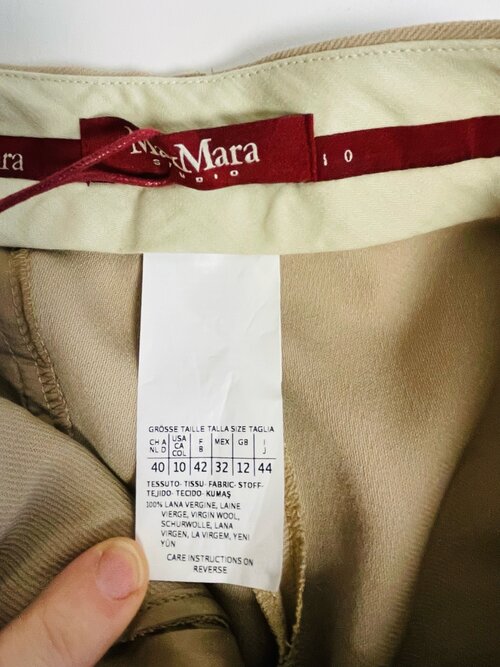 ra
MaxMara
STUDIO
IO
GRÖSSE TAILLE TALLA SIZE TAGLIA
CH A NL D USA CA COL F B MEX GB I J
40 10 42 32 12 44
TESSUTO- TISSU- FABRIC- STOFF-
TEJIDO- TECIDO- KUMAŞ
100% LANA VERGINE, LAINE
VIERGE, VIRGIN WOOL,
SCHURWOLLE, LANA
VIRGEN, LA VIRGEM, YENI
YÜN
CARE INSTRUCTIONS ON
REVERSE